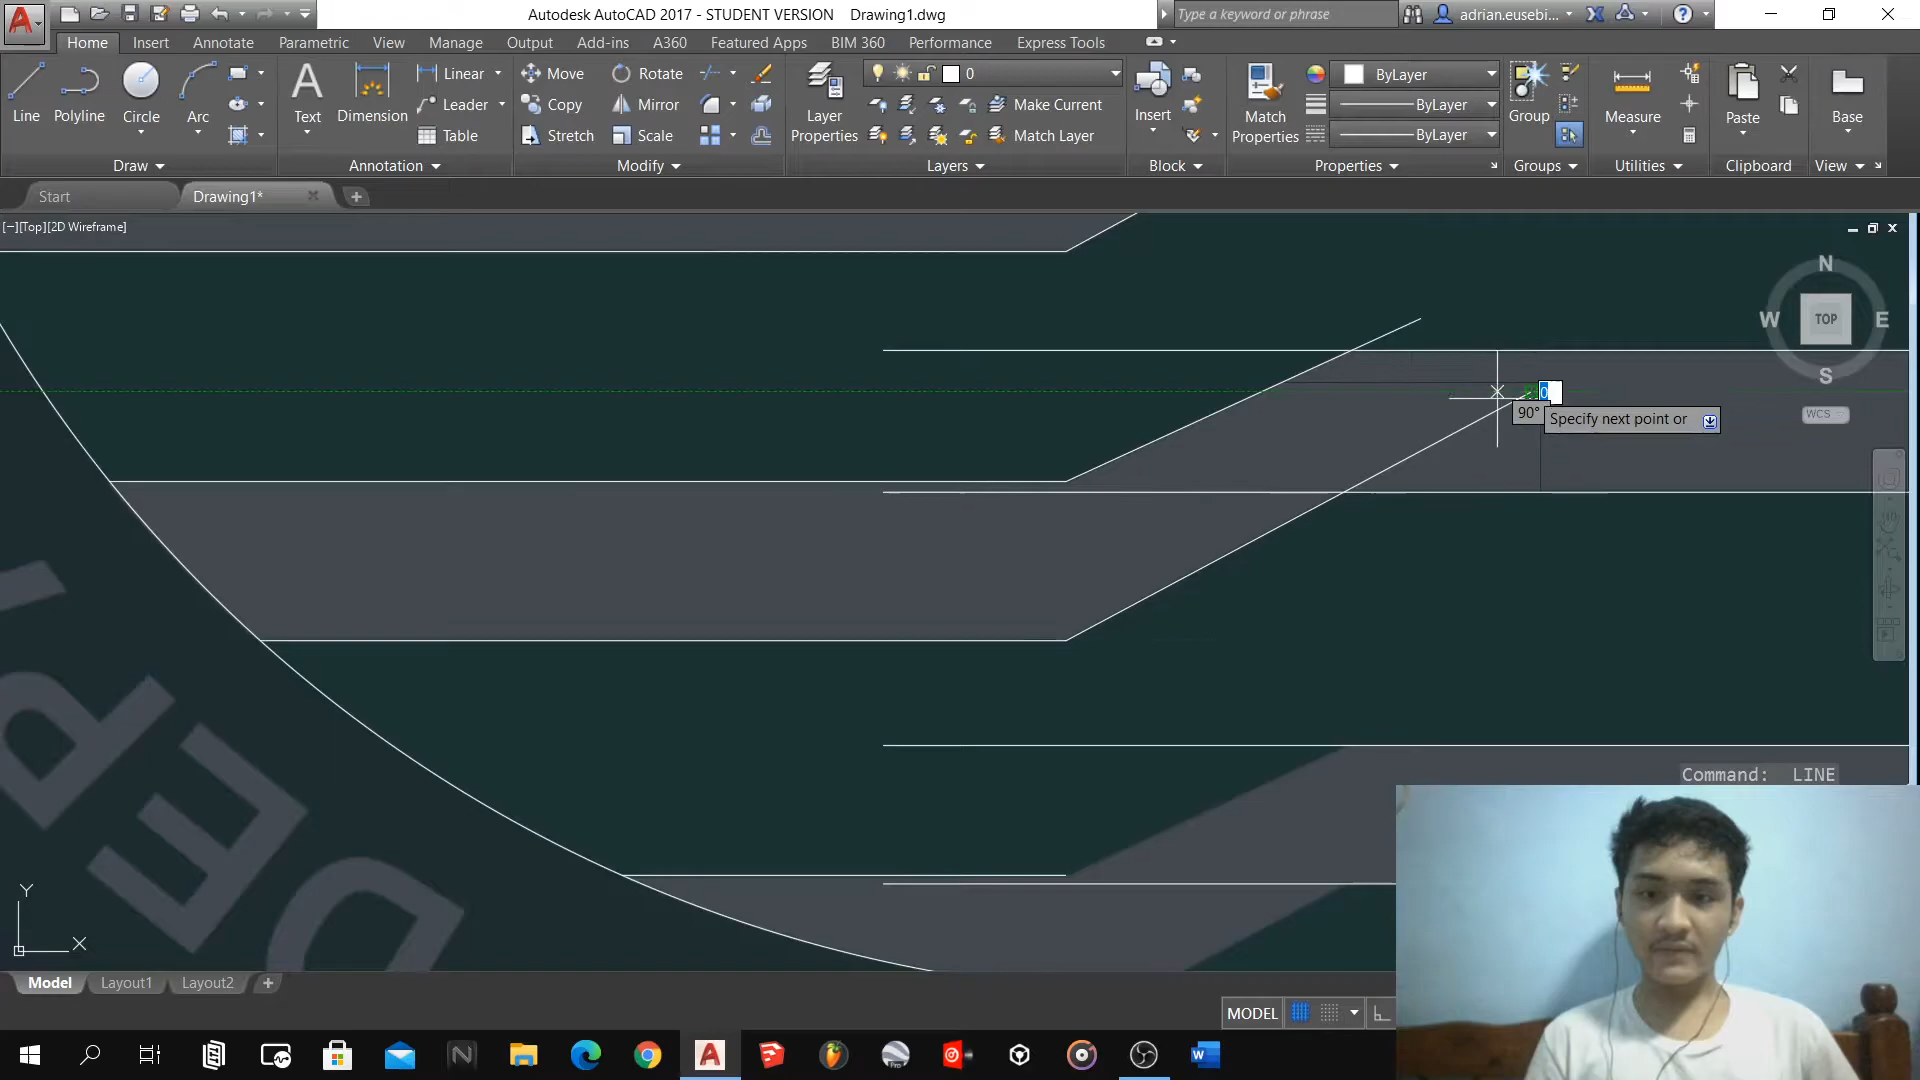 Autodesk AutoCAD 2017 - STUDENT VERSION Drawing1.dwg
Type a keyword or phrase
adrian.eusebi...
Home Insert Annotate Parametric View Manage Output Add-ins A360 Featured Apps BIM 360 Performance Express Tools
Line Polyline Circle Arc
Text Dimension
Linear
Leader
Table
Move Rotate
Copy Mirror
Stretch Scale
Layer Properties
0
Make Current
Match Layer
Insert
Match Properties
ByLayer
ByLayer
ByLayer
Group
Measure
Paste
Base
Draw Annotation Modify Layers Block Properties Groups Utilities Clipboard View
Start Drawing1*
[−][Top][2D Wireframe]
N
W TOP E
S
WCS
0
90°
Specify next point or
Command: LINE
DEP
Y
X
Model Layout1 Layout2
MODEL